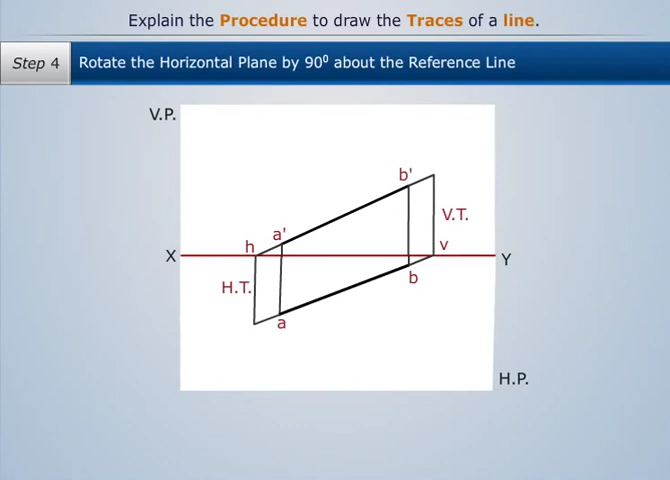 Explain the Procedure to draw the Traces of a line.
Step 4
Rotate the Horizontal Plane by 90⁰ about the Reference Line
V.P.
b'
V.T.
a'
h
v
X
Y
b
H.T.
a
H.P.